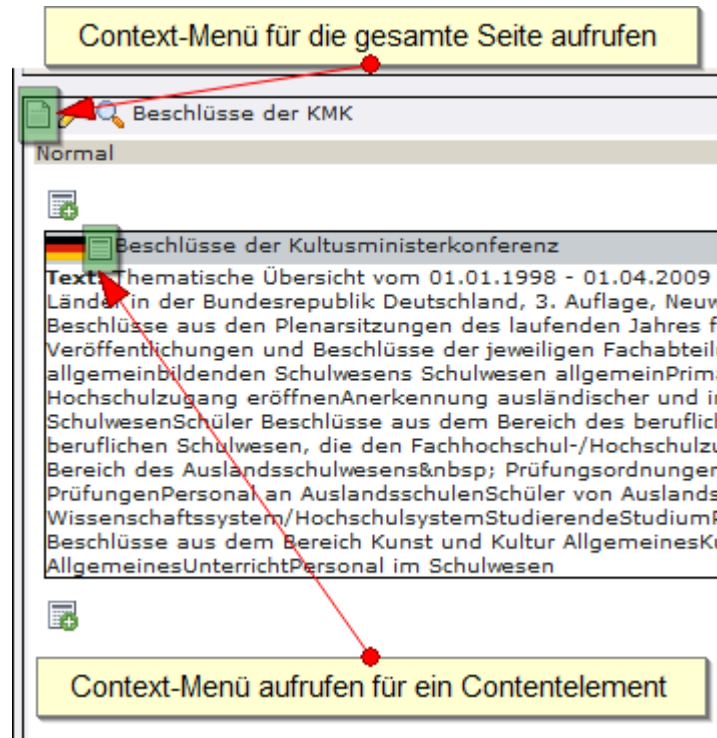 Context-Menü für die gesamte Seite aufrufen
Beschlüsse der KMK
Normal
Beschlüsse der Kultusministerkonferenz
Text: Thematische Übersicht vom 01.01.1998 - 01.04.2009
Länder in der Bundesrepublik Deutschland, 3. Auflage, Neuw
Beschlüsse aus den Plenarsitzungen des laufenden Jahres f
Veröffentlichungen und Beschlüsse der jeweiligen Fachabteil
allgemeinbildenden Schulwesens Schulwesen allgemeinPrima
Hochschulzugang eröffnenAnerkennung ausländischer und i
SchulwesenSchüler Beschlüsse aus dem Bereich des beruflich
beruflichen Schulwesen, die den Fachhochschul-/Hochschulzu
Bereich des Auslandsschulwesens&nbsp; Prüfungsordnungen
PrüfungenPersonal an AuslandsschulenSchüler von Auslands
Wissenschaftssystem/HochschulsystemStudierendeStudiumP
Beschlüsse aus dem Bereich Kunst und Kultur AllgemeinesKu
AllgemeinesUnterrichtPersonal im Schulwesen
Context-Menü aufrufen für ein Contentelement